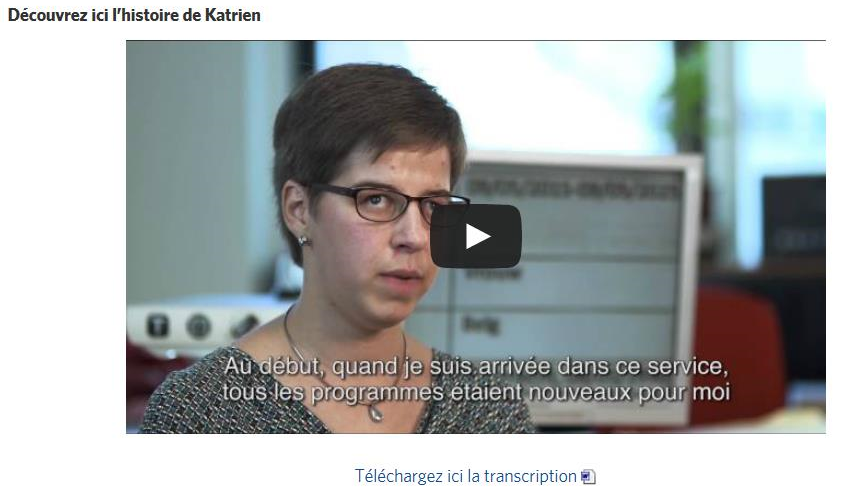 Découvrez ici l'histoire de Katrien
Au début, quand je suis arrivée dans ce service,
tous les programmes étaient nouveaux pour moi
Téléchargez ici la transcription